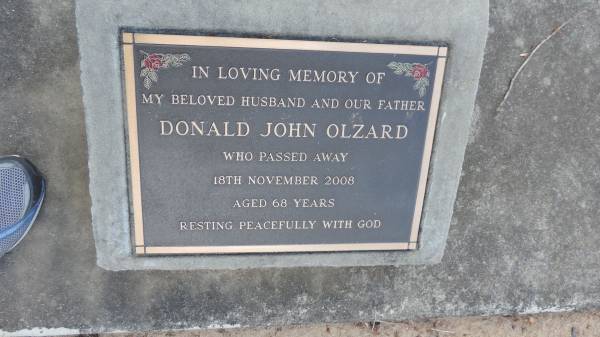 IN LOVING MEMORY OF
MY BELOVED HUSBAND AND OUR FATHER
DONALD JOHN OLZARD
WHO PASSED AWAY
18TH NOVEMBER 2008
AGED 68 YEARS
RESTING PEACEFULLY WITH GOD